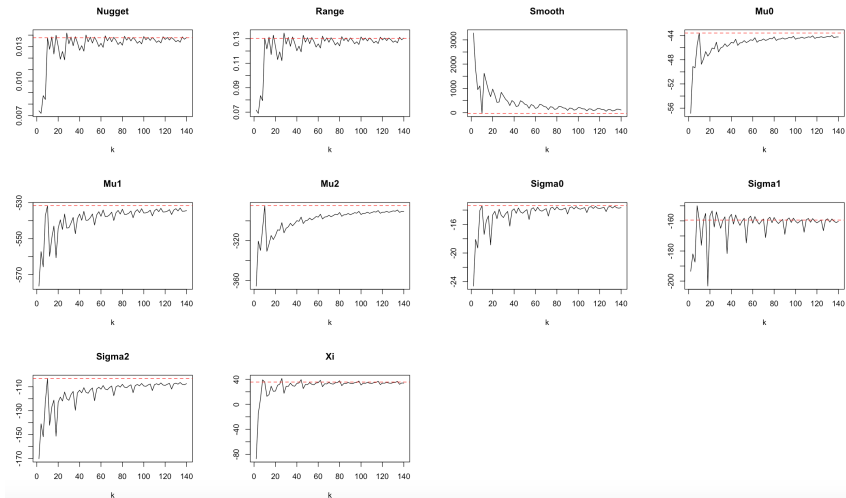 Nugget
0.013
0.010
0.007
0 20 40 60 80 100 120 140
k
Range
0.13
0.11
0.09
0.07
0 20 40 60 80 100 120 140
k
Smooth
3000
2000
1000
0
0 20 40 60 80 100 120 140
k
Mu0
-44
-48
-52
-56
0 20 40 60 80 100 120 140
k
Mu1
-530
-550
-570
0 20 40 60 80 100 120 140
k
Mu2
-320
-360
0 20 40 60 80 100 120 140
k
Sigma0
-16
-20
-24
0 20 40 60 80 100 120 140
k
Sigma1
-160
-180
-200
0 20 40 60 80 100 120 140
k
Sigma2
-110
-130
-150
-170
0 20 40 60 80 100 120 140
k
Xi
40
0
-40
-80
0 20 40 60 80 100 120 140
k